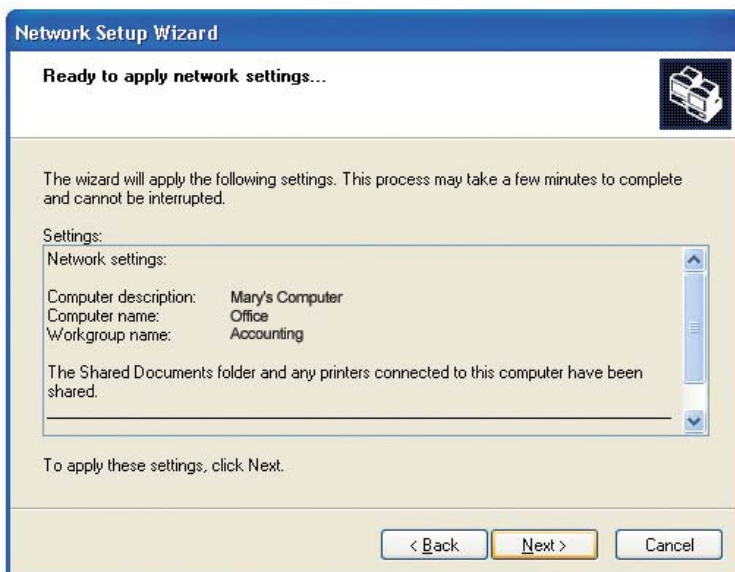 Network Setup Wizard
Ready to apply network settings...
The wizard will apply the following settings. This process may take a few minutes to complete
and cannot be interrupted.
Settings:
Network settings:
Computer description: Mary's Computer
Computer name: Office
Workgroup name: Accounting
The Shared Documents folder and any printers connected to this computer have been
shared.
To apply these settings, click Next.
< Back Next > Cancel